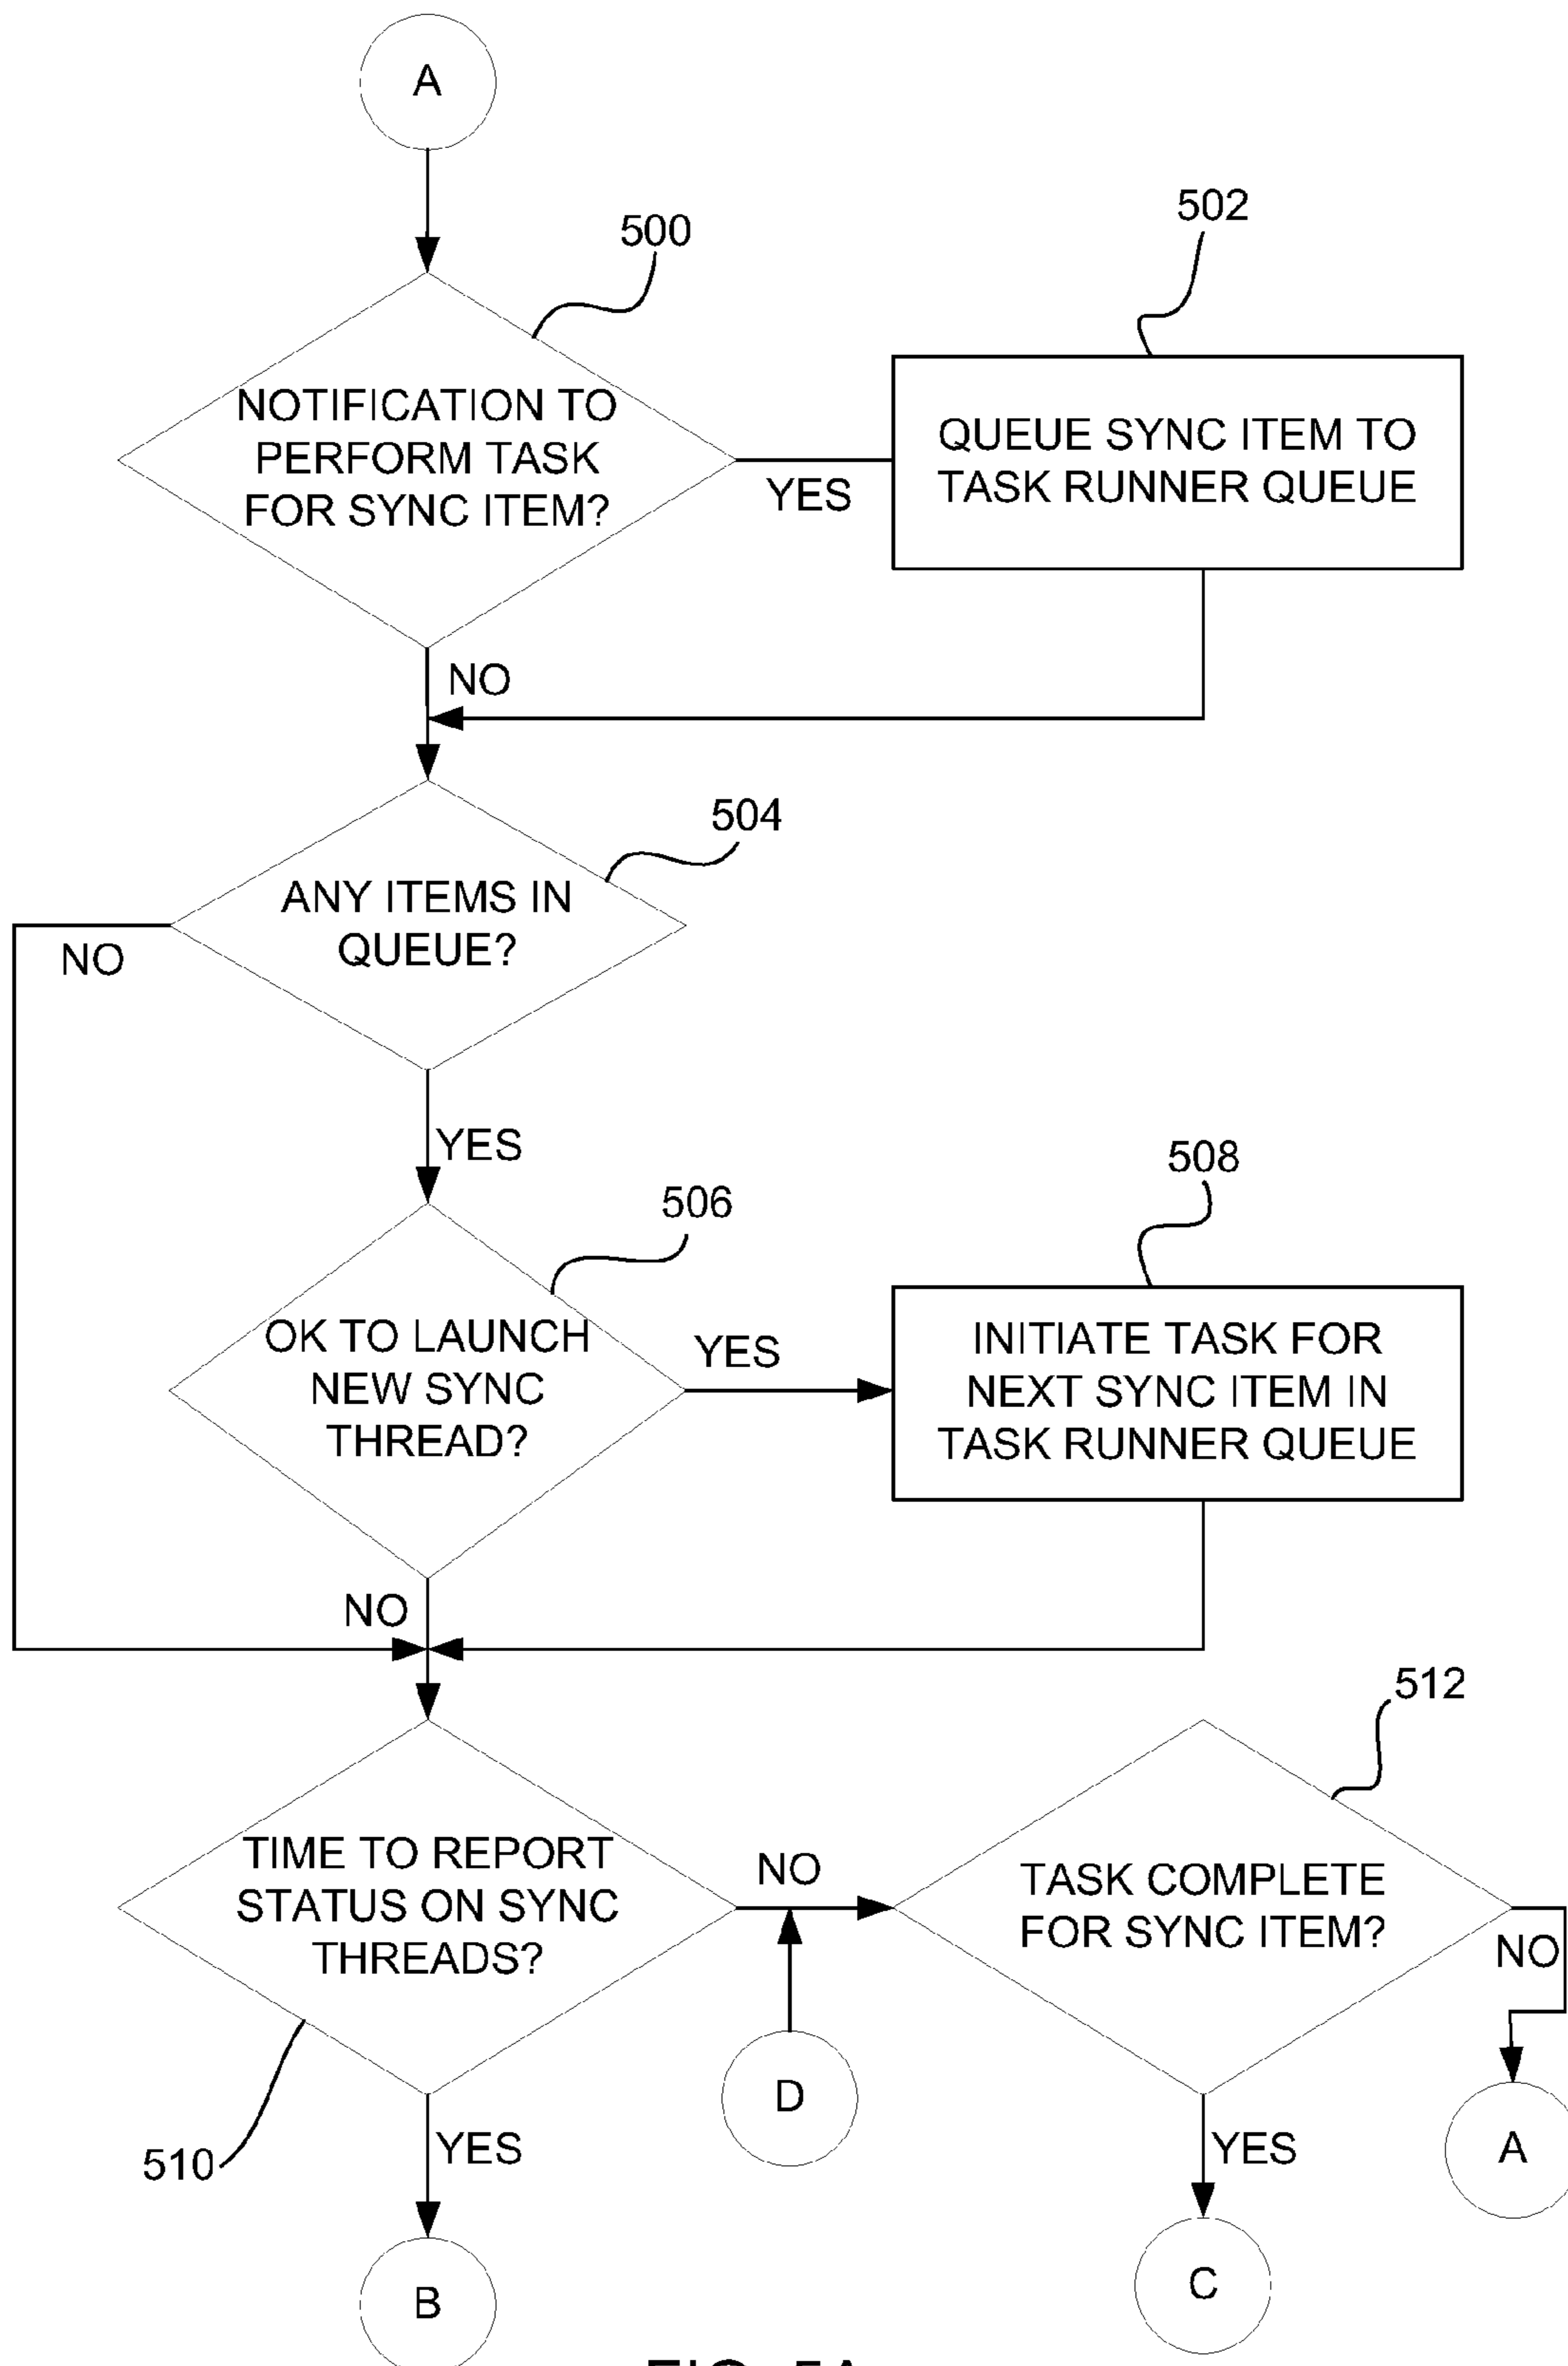 A
500
502
NOTIFICATION TO
PERFORM TASK
FOR SYNC ITEM?
YES
QUEUE SYNC ITEM TO
TASK RUNNER QUEUE
NO
504
ANY ITEMS IN
QUEUE?
NO
YES
506
508
OK TO LAUNCH
NEW SYNC
THREAD?
YES
INITIATE TASK FOR
NEXT SYNC ITEM IN
TASK RUNNER QUEUE
NO
512
TIME TO REPORT
STATUS ON SYNC
THREADS?
NO
TASK COMPLETE
FOR SYNC ITEM?
NO
510
YES
D
YES
A
B
C